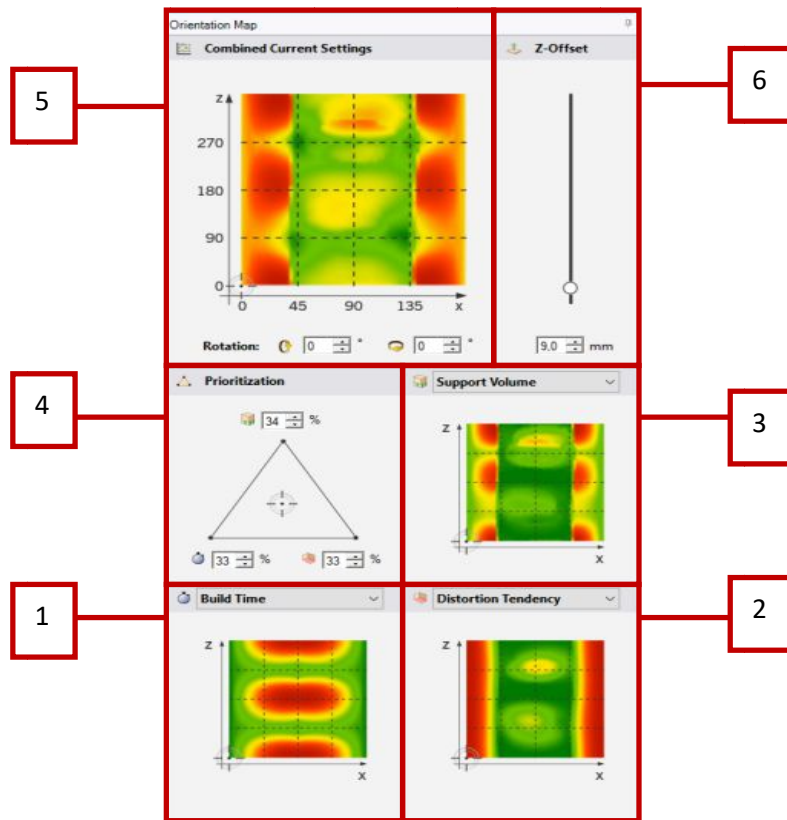 Orientation Map
Combined Current Settings
Z-Offset
5
6
z
270
180
90
0
0 45 90 135 x
Rotation: 0 ° 0 °
9,0 mm
4
Prioritization
Support Volume
3
34 %
z
x
33 % 33 %
1
Build Time
Distortion Tendency
2
z
x
z
x